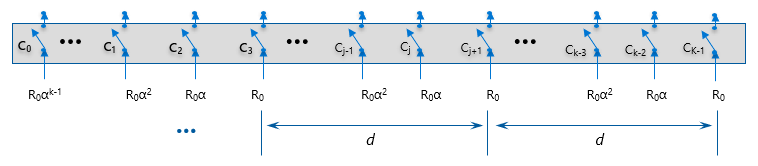 C₀ ••• C₁ C₂ C₃ ••• Cⱼ₋₁ Cⱼ Cⱼ₊₁ ••• Cₖ₋₃ Cₖ₋₂ C_K-1
R₀αᵏ⁻¹ R₀α² R₀α R₀ R₀α² R₀α R₀ R₀α² R₀α R₀
••• d d